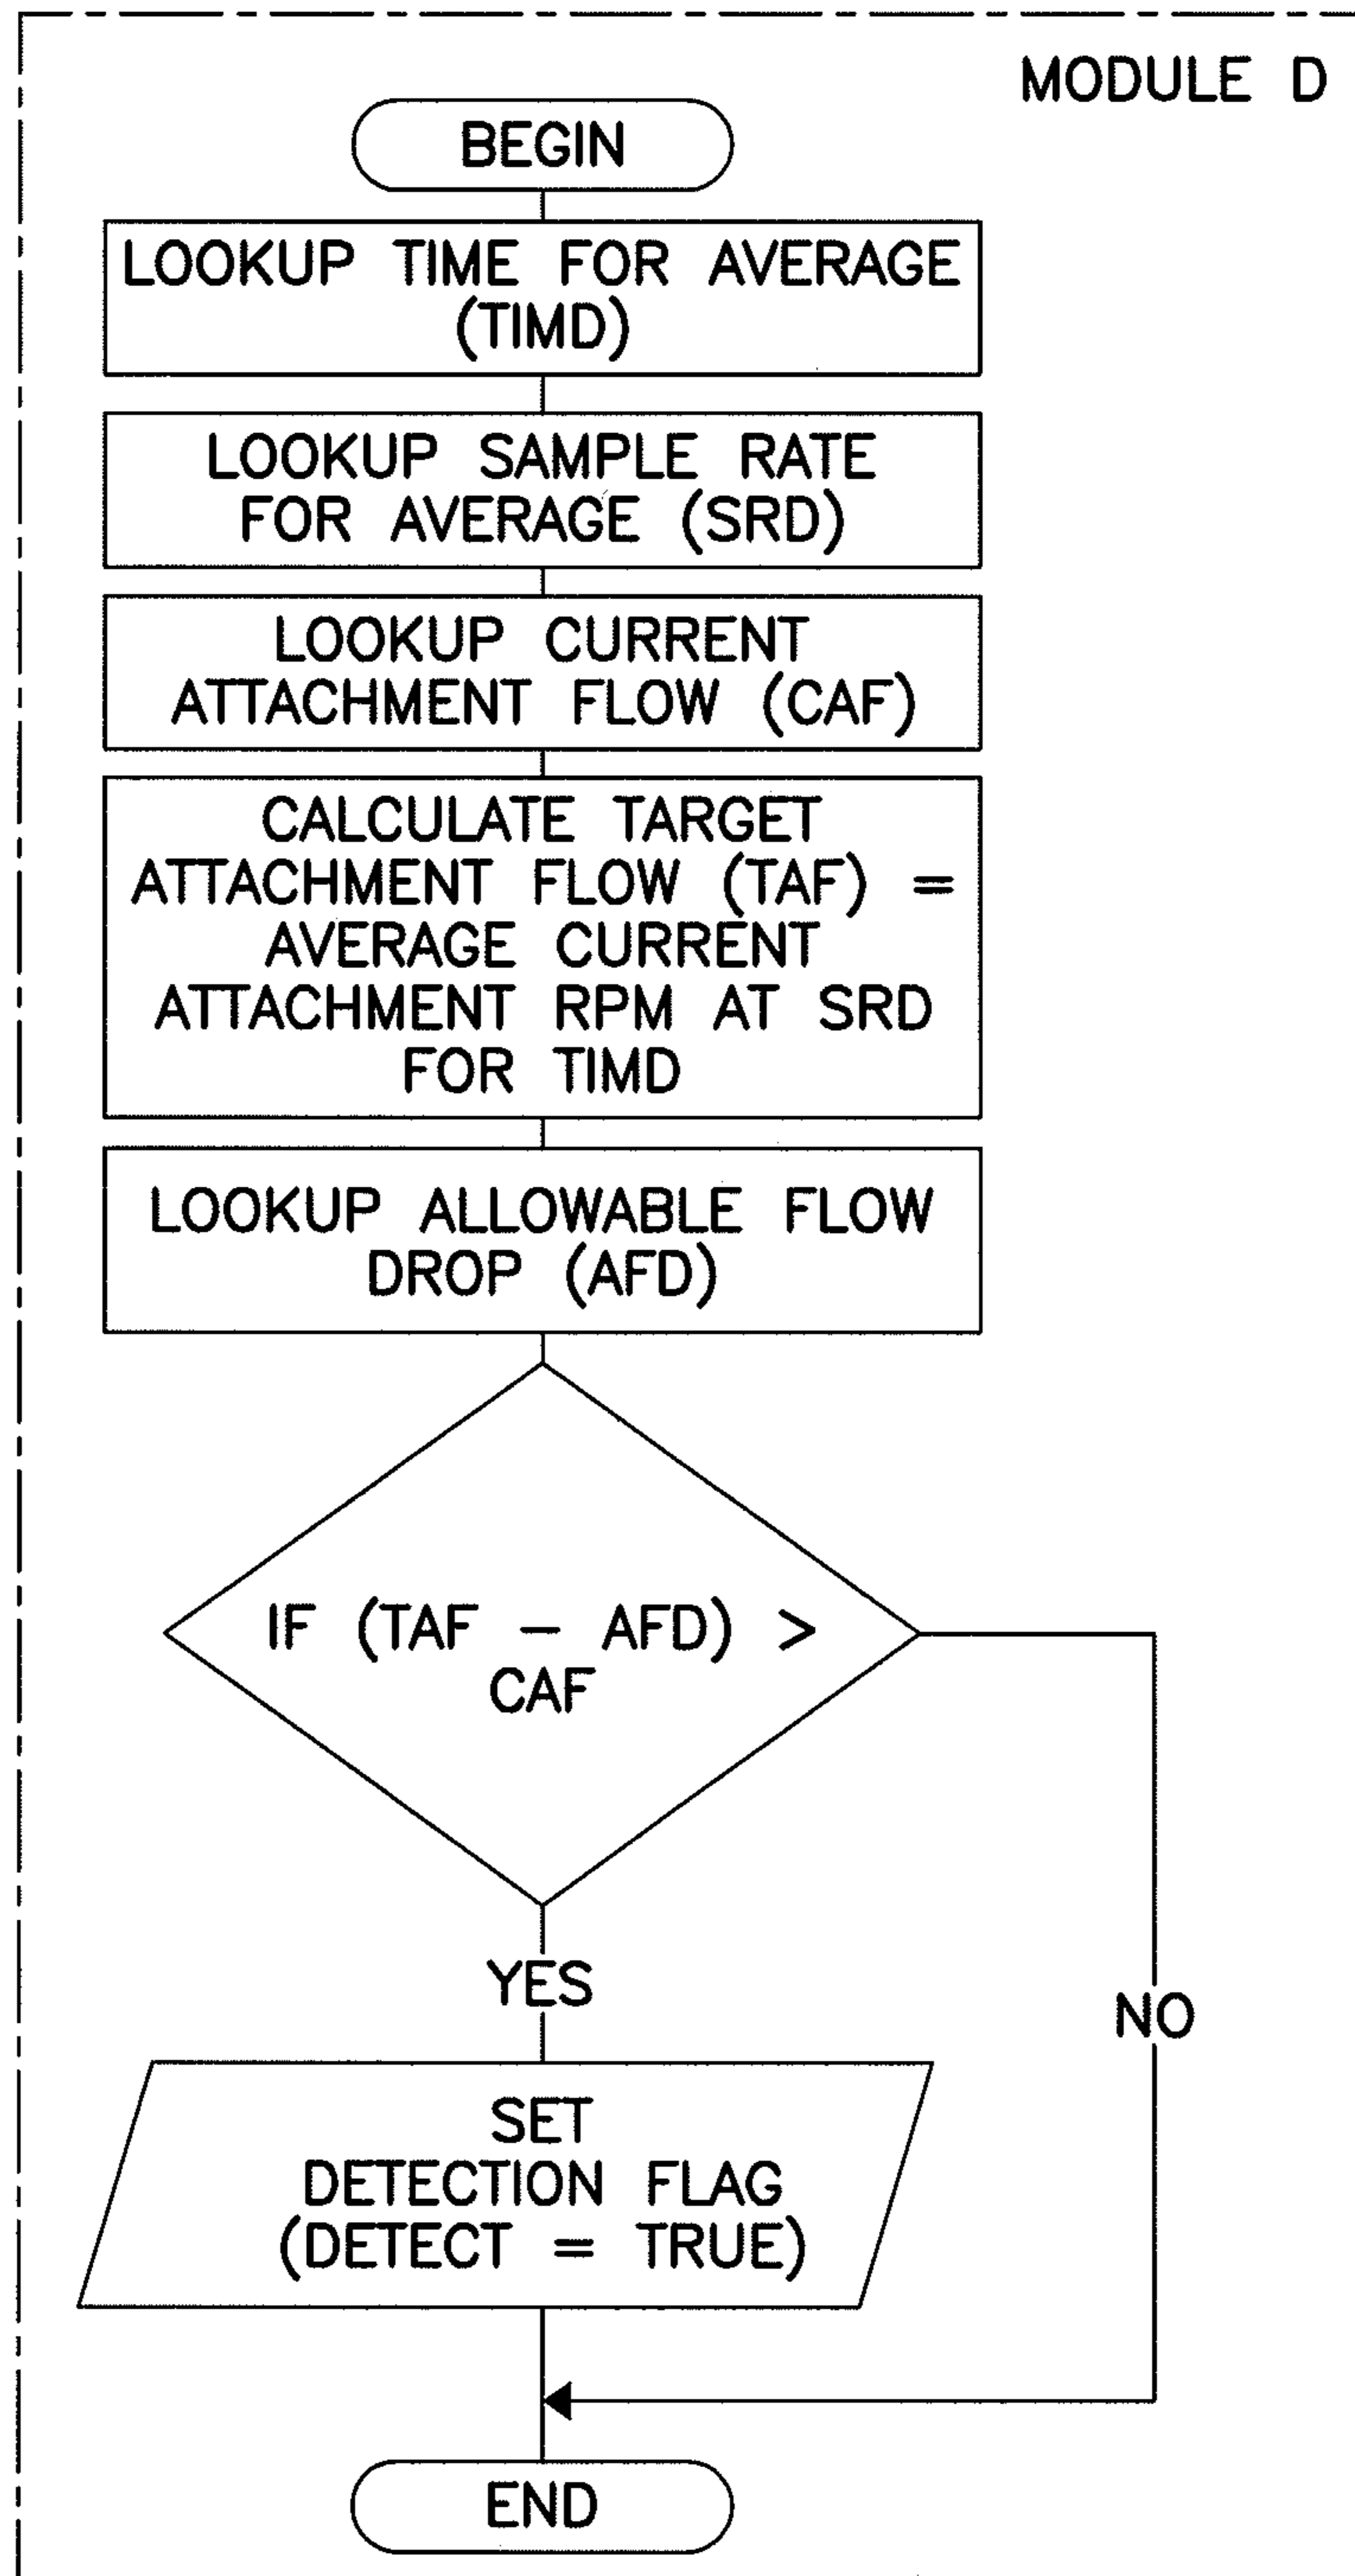 MODULE D
BEGIN
LOOKUP TIME FOR AVERAGE
(TIMD)
LOOKUP SAMPLE RATE
FOR AVERAGE (SRD)
LOOKUP CURRENT
ATTACHMENT FLOW (CAF)
CALCULATE TARGET
ATTACHMENT FLOW (TAF) =
AVERAGE CURRENT
ATTACHMENT RPM AT SRD
FOR TIMD
LOOKUP ALLOWABLE FLOW
DROP (AFD)
IF (TAF - AFD) >
CAF
YES
NO
SET
DETECTION FLAG
(DETECT = TRUE)
END